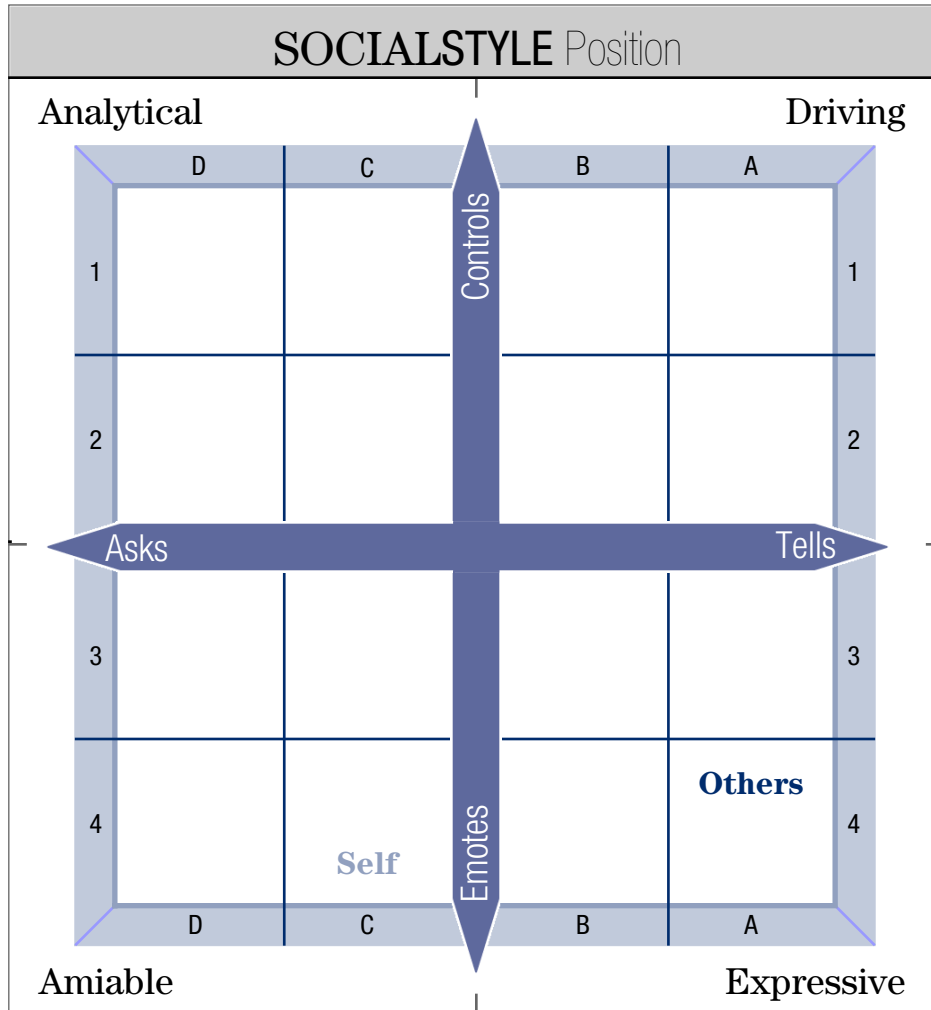 SOCIALSTYLE Position
Analytical Driving
D C B A
Controls
1 1
2 2
Asks Tells
3 3
Others
4 4
Self
Emotes
D C B A
Amiable Expressive